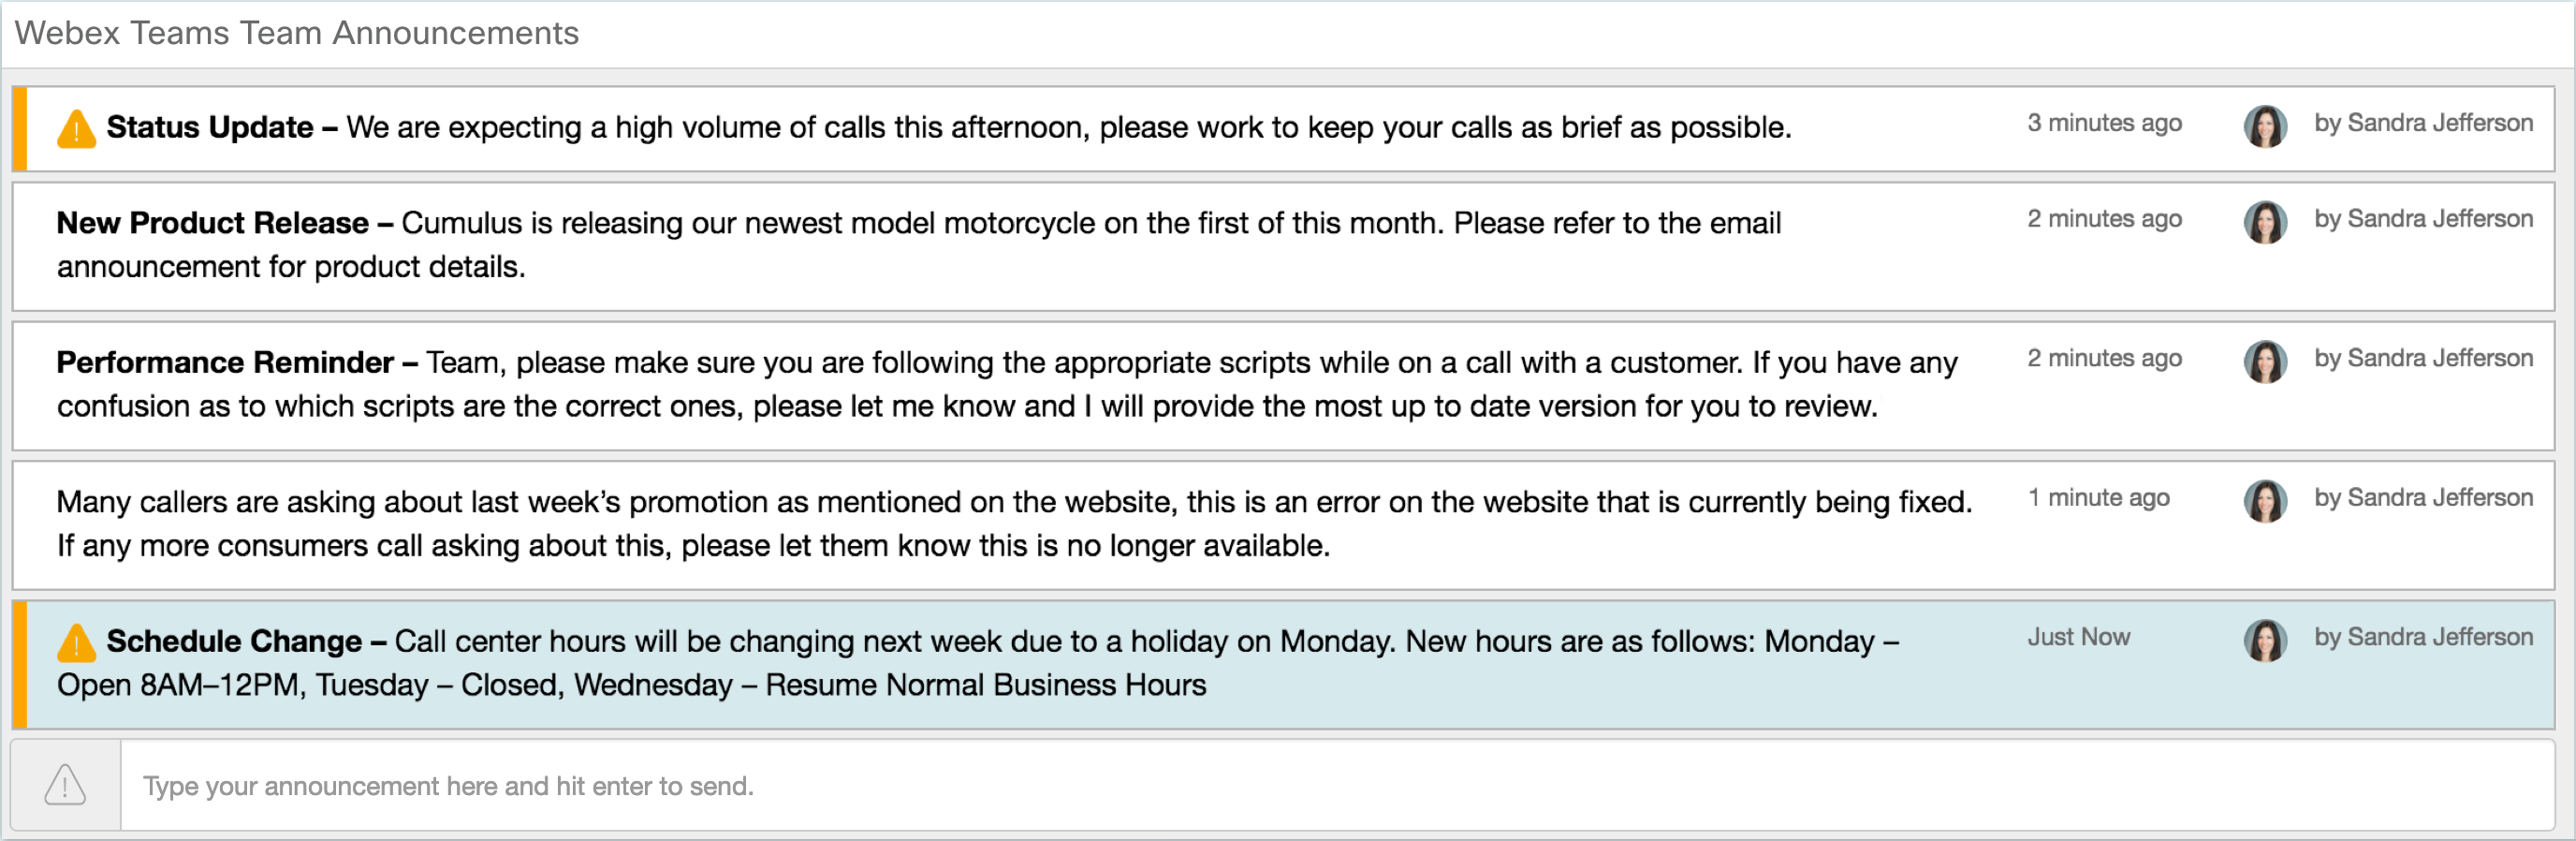 Webex Teams Team Announcements
Status Update – We are expecting a high volume of calls this afternoon, please work to keep your calls as brief as possible.
3 minutes ago
by Sandra Jefferson
New Product Release – Cumulus is releasing our newest model motorcycle on the first of this month. Please refer to the email
announcement for product details.
2 minutes ago
by Sandra Jefferson
Performance Reminder – Team, please make sure you are following the appropriate scripts while on a call with a customer. If you have any
confusion as to which scripts are the correct ones, please let me know and I will provide the most up to date version for you to review.
2 minutes ago
by Sandra Jefferson
Many callers are asking about last week’s promotion as mentioned on the website, this is an error on the website that is currently being fixed.
If any more consumers call asking about this, please let them know this is no longer available.
1 minute ago
by Sandra Jefferson
Schedule Change – Call center hours will be changing next week due to a holiday on Monday. New hours are as follows: Monday –
Open 8AM–12PM, Tuesday – Closed, Wednesday – Resume Normal Business Hours
Just Now
by Sandra Jefferson
Type your announcement here and hit enter to send.